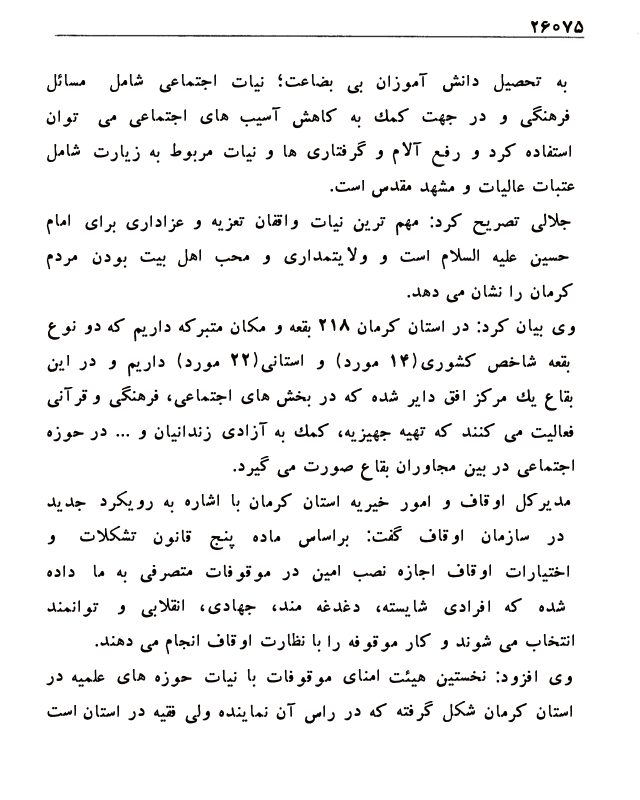 ۲۶۰۷۵
به تحصیل دانش آموزان بی بضاعت؛ نیات اجتماعی شامل مسائل
فرهنگی و در جهت کمك به کاهش آسیب های اجتماعی می توان
استفاده کرد و رفع آلام و گرفتاری ها و نیات مربوط به زیارت شامل
عتبات عالیات و مشهد مقدس است.
جلالی تصریح کرد: مهم ترین نیات واقفان تعزیه و عزاداری برای امام
حسین علیه السلام است و ولایتمداری و محب اهل بیت بودن مردم
کرمان را نشان می دهد.
وی بیان کرد: در استان کرمان ۲۱۸ بقعه و مکان متبرکه داریم که دو نوع
بقعه شاخص کشوری(۱۴ مورد) و استانی(۲۲ مورد) داریم و در این
بقاع یك مرکز افق دایر شده که در بخش های اجتماعی، فرهنگی و قرآنی
فعالیت می کنند که تهیه جهیزیه، کمك به آزادی زندانیان و ... در حوزه
اجتماعی در بین مجاوران بقاع صورت می گیرد.
مدیرکل اوقاف و امور خیریه استان کرمان با اشاره به رویکرد جدید
در سازمان اوقاف گفت: براساس ماده پنج قانون تشکلات و
اختیارات اوقاف اجازه نصب امین در موقوفات متصرفی به ما داده
شده که افرادی شایسته، دغدغه مند، جهادی، انقلابی و توانمند
انتخاب می شوند و کار موقوفه را با نظارت اوقاف انجام می دهند.
وی افزود: نخستین هیئت امنای موقوفات با نیات حوزه های علمیه در
استان کرمان شکل گرفته که در راس آن نماینده ولی فقیه در استان است